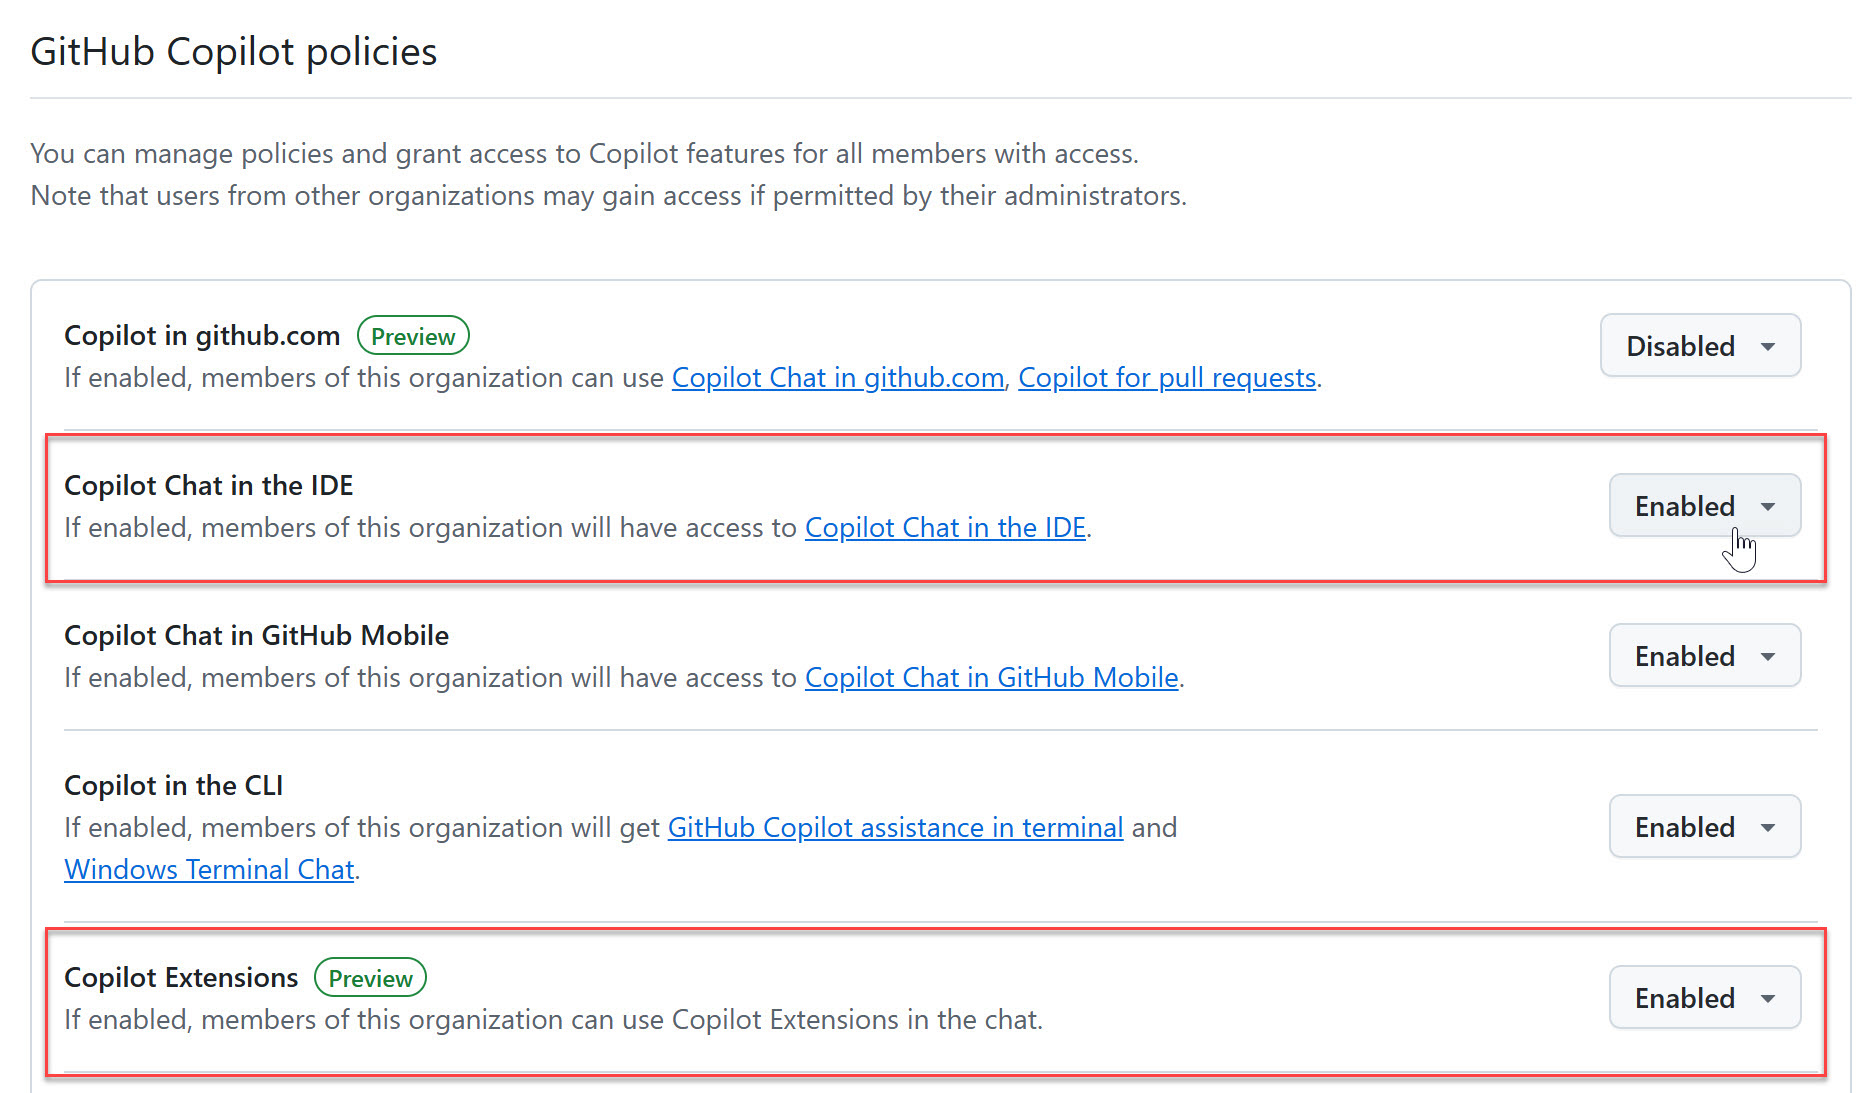 GitHub Copilot policies
You can manage policies and grant access to Copilot features for all members with access.
Note that users from other organizations may gain access if permitted by their administrators.
Copilot in github.com Preview
Disabled
If enabled, members of this organization can use Copilot Chat in github.com, Copilot for pull requests.
Copilot Chat in the IDE
Enabled
If enabled, members of this organization will have access to Copilot Chat in the IDE.
Copilot Chat in GitHub Mobile
Enabled
If enabled, members of this organization will have access to Copilot Chat in GitHub Mobile.
Copilot in the CLI
If enabled, members of this organization will get GitHub Copilot assistance in terminal and
Enabled
Windows Terminal Chat.
Copilot Extensions Preview
Enabled
If enabled, members of this organization can use Copilot Extensions in the chat.